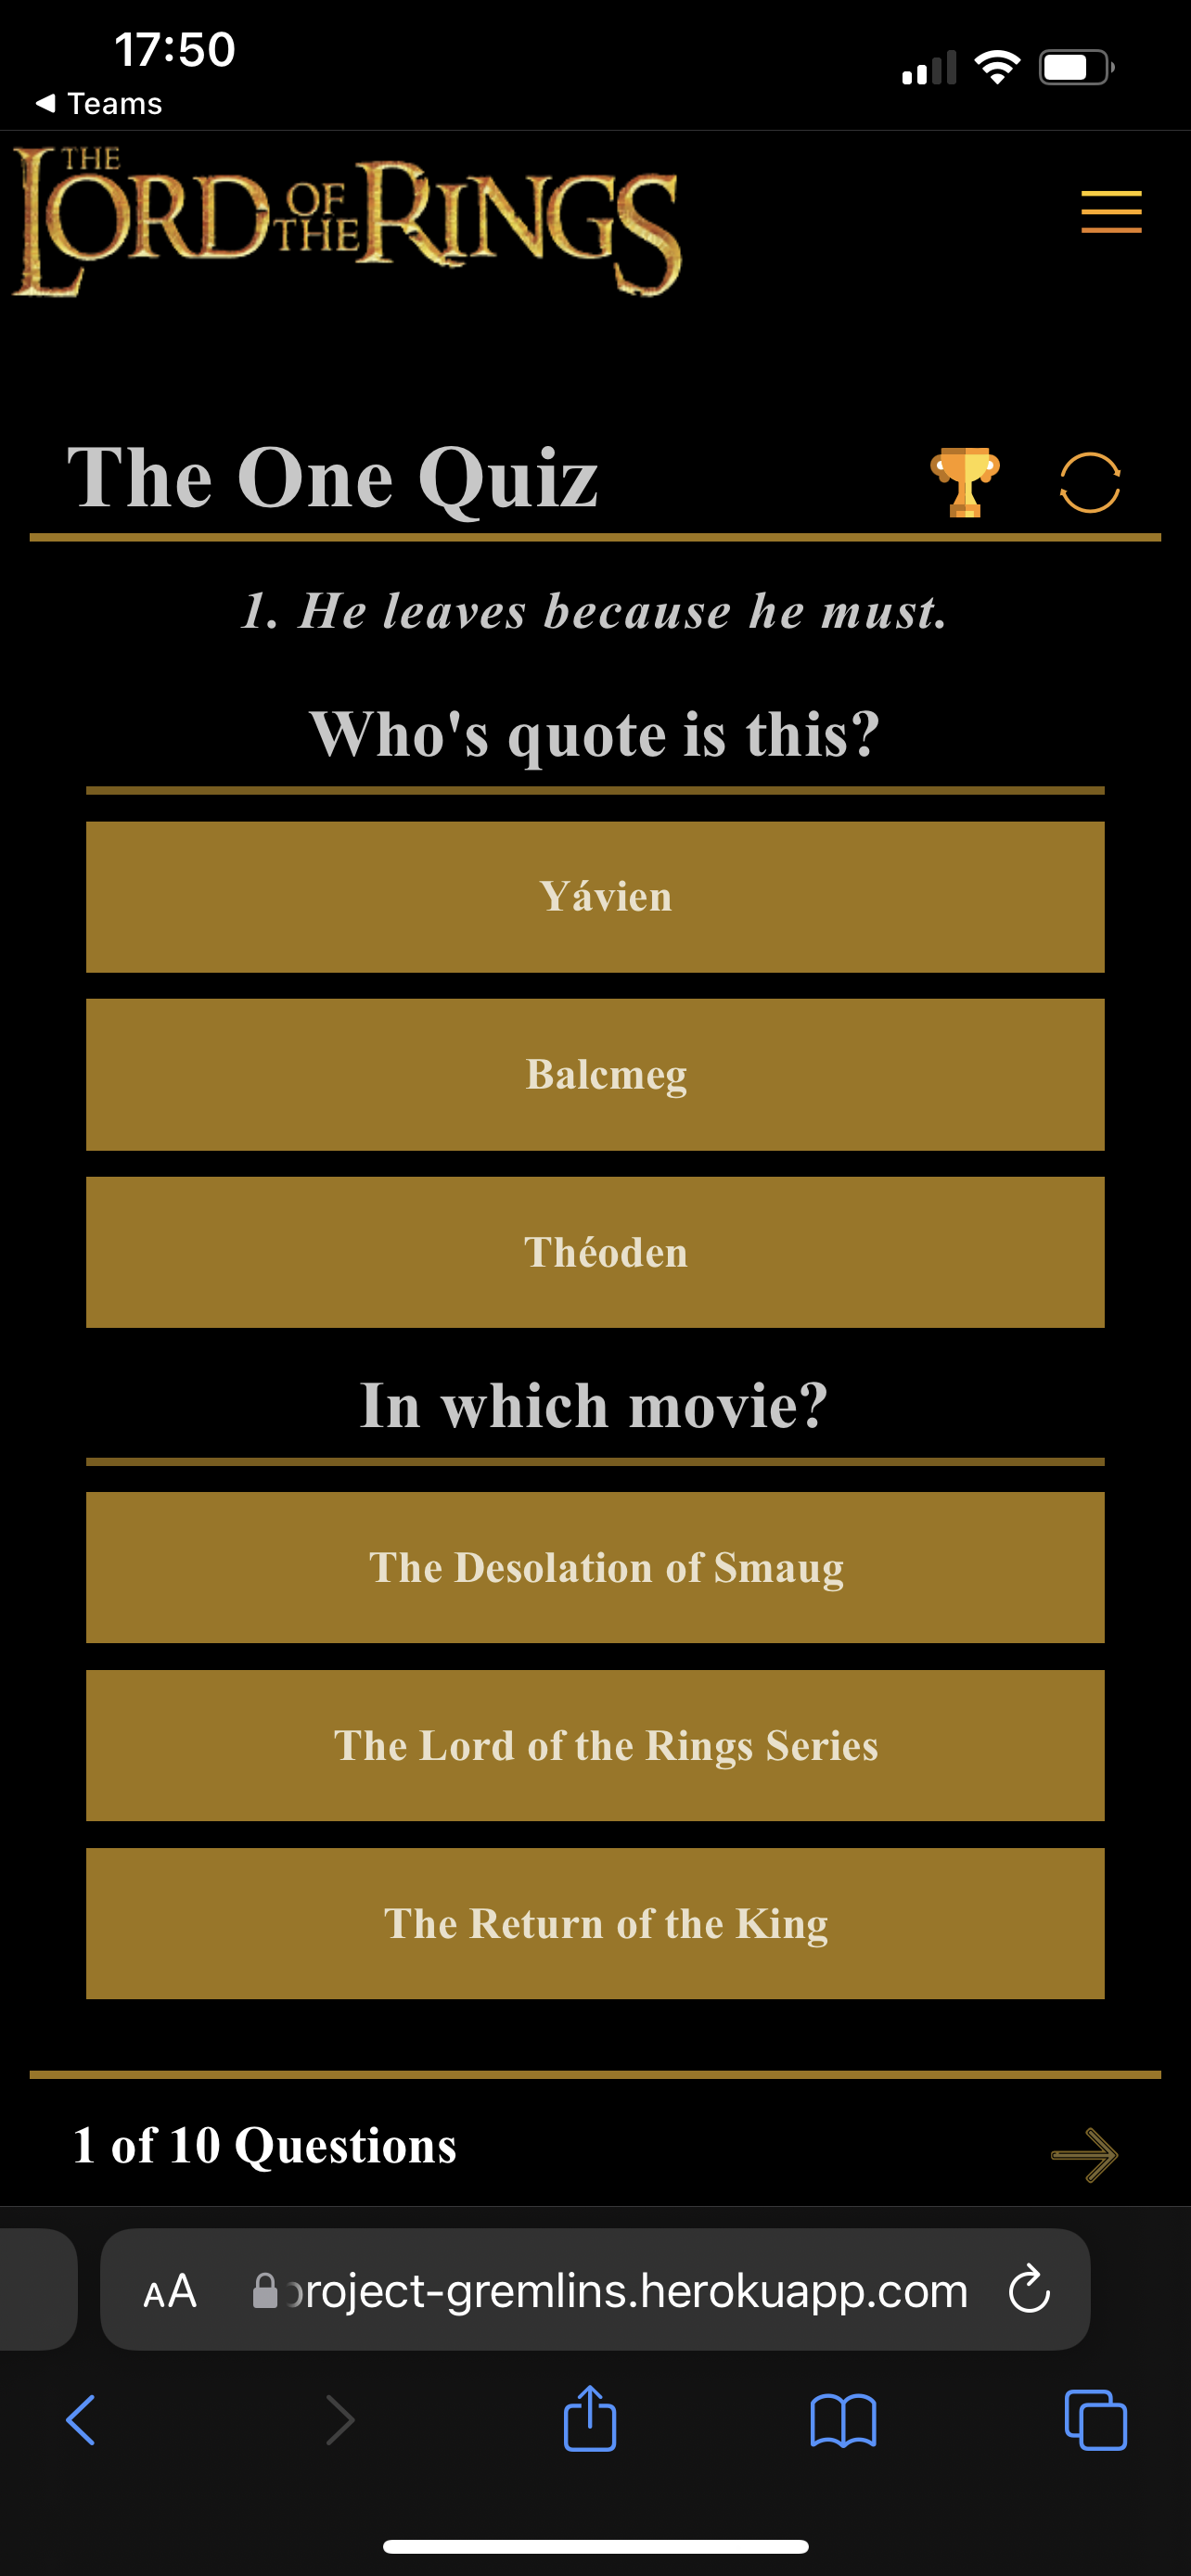 17:50
◀ Teams
THE LORD OF THE RINGS
The One Quiz
1. He leaves because he must.
Who's quote is this?
Yávien
Balcmeg
Théoden
In which movie?
The Desolation of Smaug
The Lord of the Rings Series
The Return of the King
1 of 10 Questions
AA roject-gremlins.herokuapp.com